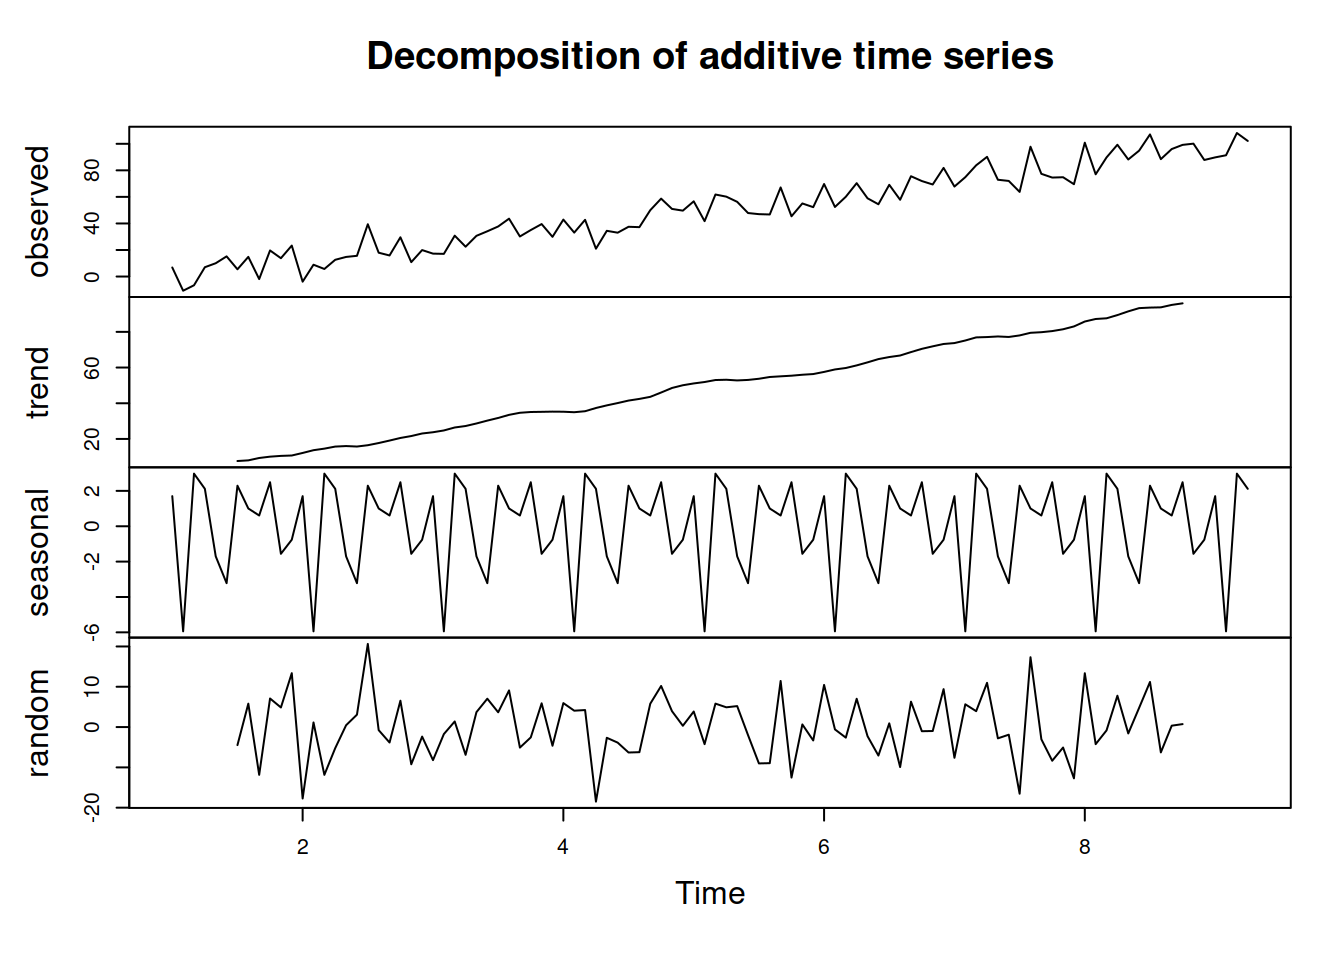 Decomposition of additive time series
observed
0 40 80
trend
20 60
seasonal
-6 -2 0 2
random
-20 0 10
2 4 6 8
Time